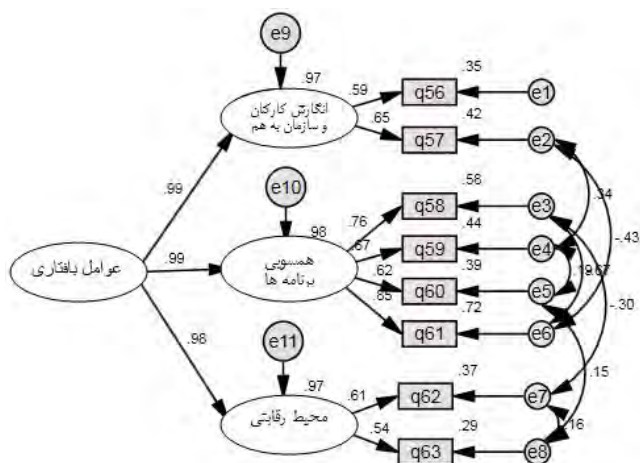 e9
.97
.35
انگارش کارکنان
و سازمان به هم
.59
q56
e1
.65
.42
q57
e2
.99
e10
.34
-.43
.58
q58
e3
.98
.76
.44
همسویی
برنامه ها
.67
q59
e4
.99
عوامل بافتاری
.62
.39
q60
e5
.72
q61
e6
-.30
.98
e11
.97
.37
.15
محیط رقابتی
.61
q62
e7
.54
.29
.16
q63
e8